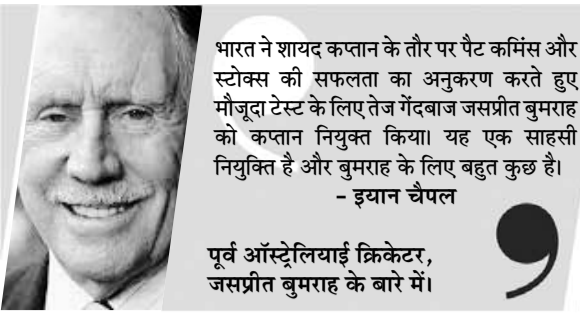 भारत ने शायद कप्तान के तौर पर पैट कमिंस और
स्टोक्स की सफलता का अनुकरण करते हुए
मौजूदा टेस्ट के लिए तेज गेंदबाज जसप्रीत बुमराह
को कप्तान नियुक्त किया। यह एक साहसी
नियुक्ति है और बुमराह के लिए बहुत कुछ है।
- इयान चैपल
पूर्व ऑस्ट्रेलियाई क्रिकेटर,
जसप्रीत बुमराह के बारे में।